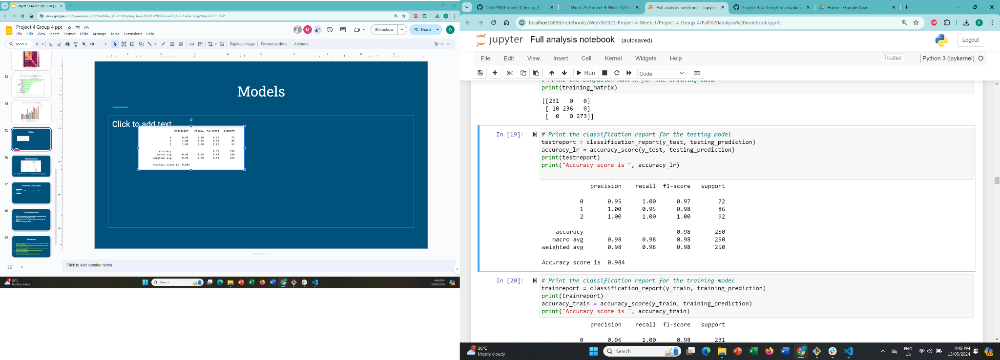 Project 4 Group 4 ppt - Google
docs.google.com/presentation/d/
Project 4 Group 4 ppt
File Edit View Insert Format Slide Arrange Tools Extensions Help
Slideshow
Share
M
D
Menus
Fit
Replace image
Format options
Animate
13
14
15
16
17
18
19
Models
Click to add text
precision recall f1-score support
0 0.95 1.00 0.97 72
1 1.00 0.95 0.98 86
2 1.00 1.00 1.00 92
accuracy 0.98 250
macro avg 0.98 0.98 0.98 250
weighted avg 0.98 0.98 0.98 250
Accuracy score is 0.984
Click to add speaker notes
26°C
Mostly cloudy
Search
4:49 PM
13/05/2024
DrishP98/Project_4_Group_4
Week 23-Project-4-Week-1/Pro
Full analysis notebook - Jupyter
Project-4-A-Team/Presentation
Home - Google Drive
localhost:8888/notebooks/Week%2023-Project-4-Week-1/Project_4_Group_4/Full%20analysis%20notebook.ipynb
ABP
D
jupyter Full analysis notebook (autosaved)
Logout
File Edit View Insert Cell Kernel Widgets Help
Trusted
Python 3 (ipykernel)
Run
Code
# Print the confusion matrix for the training data
print(training_matrix)
[[231 0 0]
[ 10 236 0]
[ 0 0 273]]
In [19]:
# Print the classification report for the testing model
testreport = classification_report(y_test, testing_prediction)
accuracy_lr = accuracy_score(y_test, testing_prediction)
print(testreport)
print("Accuracy score is ", accuracy_lr)
precision recall f1-score support
0 0.95 1.00 0.97 72
1 1.00 0.95 0.98 86
2 1.00 1.00 1.00 92
accuracy 0.98 250
macro avg 0.98 0.98 0.98 250
weighted avg 0.98 0.98 0.98 250
Accuracy score is 0.984
In [20]:
# Print the classification report for the training model
trainreport = classification_report(y_train, training_prediction)
print(trainreport)
accuracy_train = accuracy_score(y_train, training_prediction)
print("Accuracy score is ", accuracy_train)
precision recall f1-score support
0 0.96 1.00 0.98 231
1
26°C
Mostly cloudy
Search
ENG
US
4:49 PM
13/05/2024